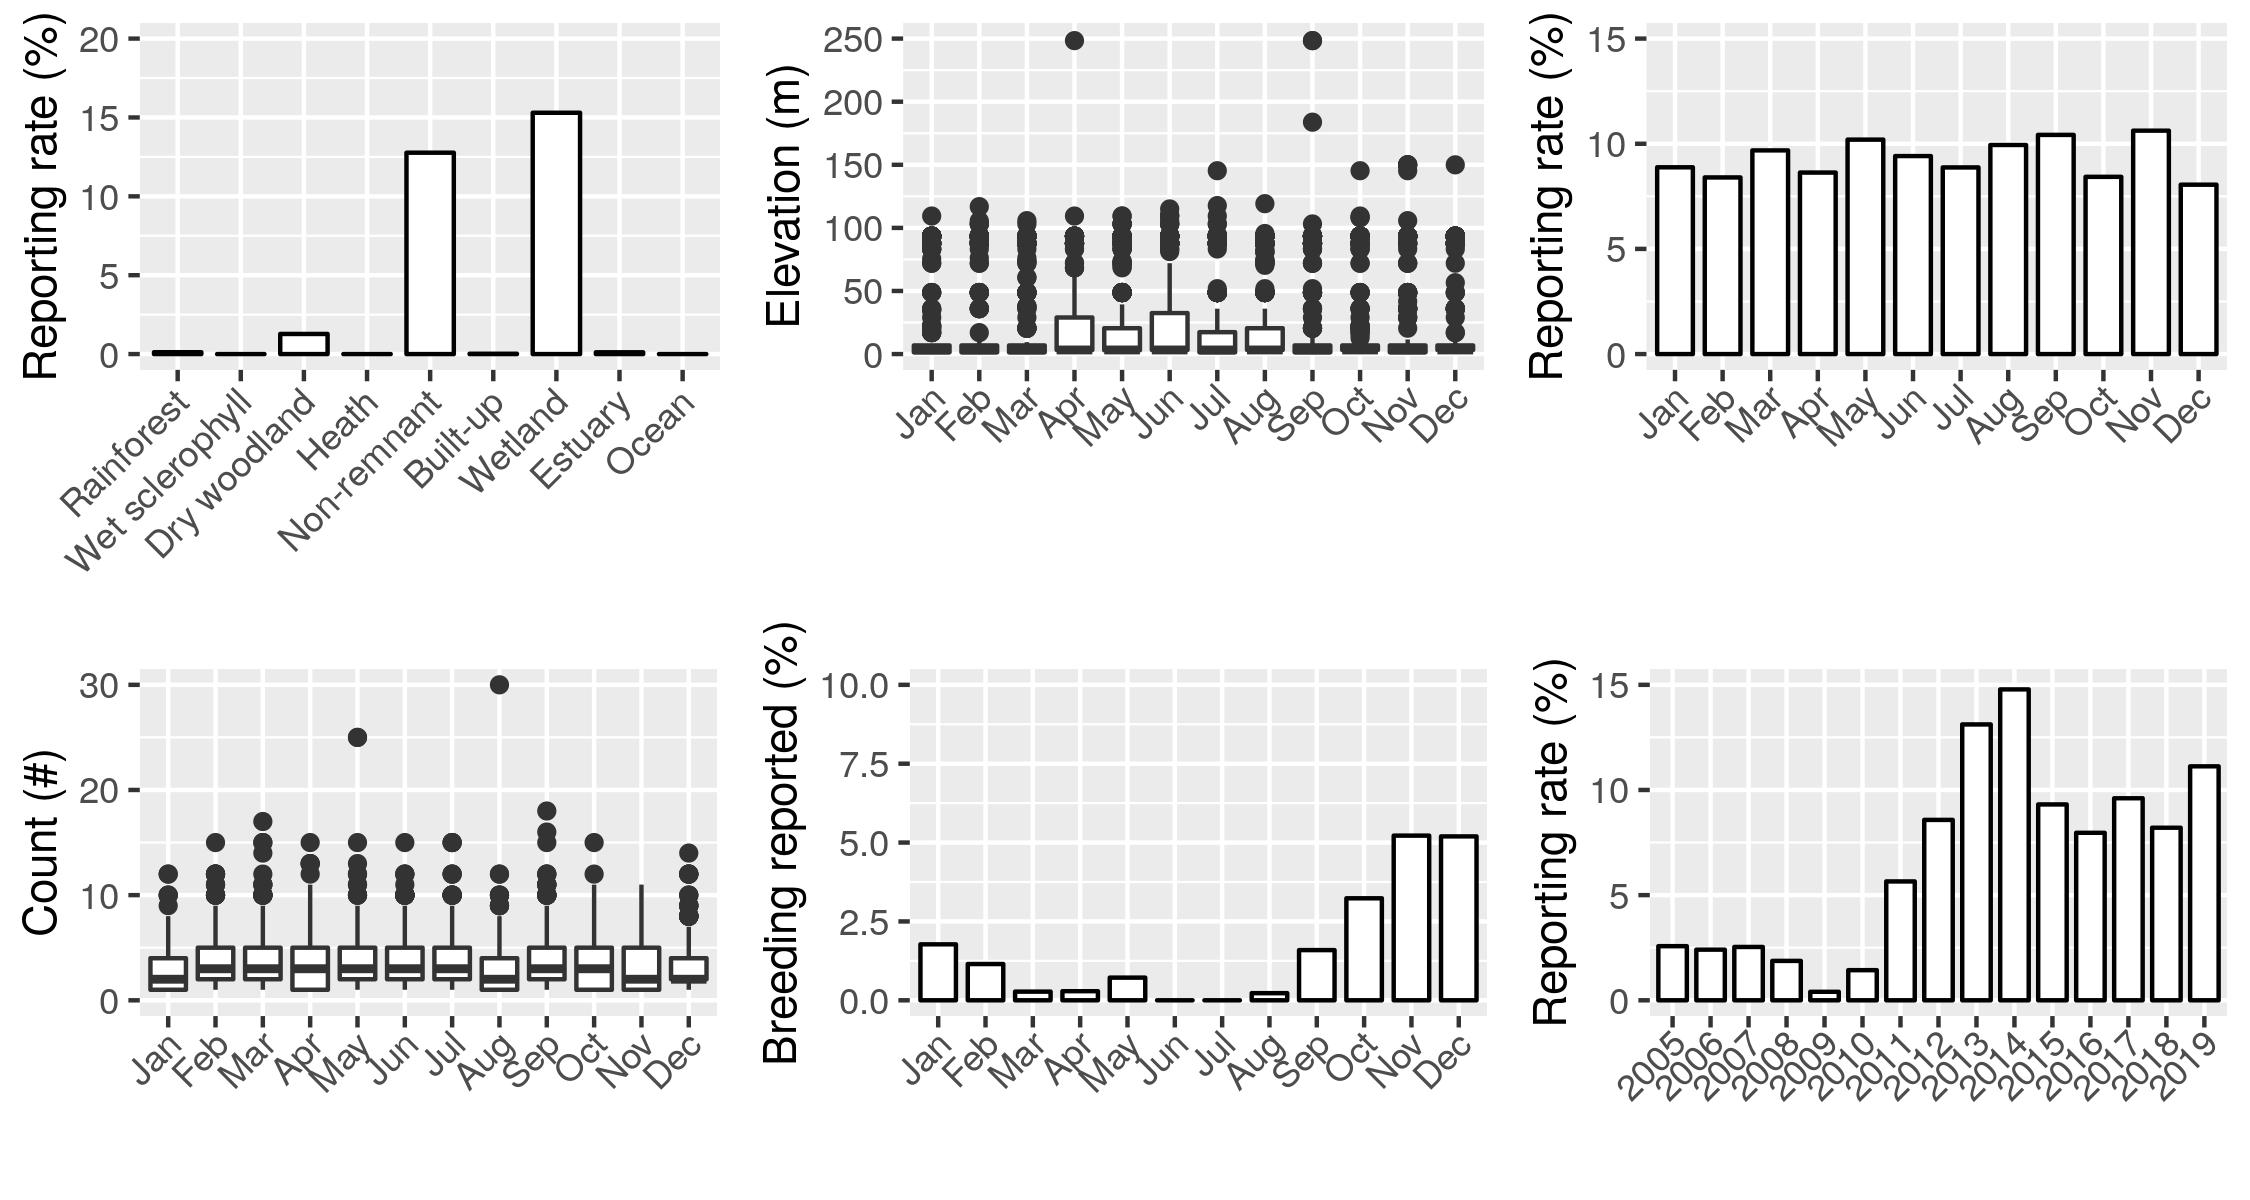 Reporting rate (%)
20
15
10
5
0
Rainforest
Wet sclerophyll
Dry woodland
Heath
Non-remnant
Built-up
Wetland
Estuary
Ocean
Elevation (m)
250
200
150
100
50
0
Jan
Feb
Mar
Apr
May
Jun
Jul
Aug
Sep
Oct
Nov
Dec
Reporting rate (%)
15
10
5
0
Jan
Feb
Mar
Apr
May
Jun
Jul
Aug
Sep
Oct
Nov
Dec
Count (#)
30
20
10
0
Jan
Feb
Mar
Apr
May
Jun
Jul
Aug
Sep
Oct
Nov
Dec
Breeding reported (%)
10.0
7.5
5.0
2.5
0.0
Jan
Feb
Mar
Apr
May
Jun
Jul
Aug
Sep
Oct
Nov
Dec
Reporting rate (%)
15
10
5
0
2005
2006
2007
2008
2009
2010
2011
2012
2013
2014
2015
2016
2017
2018
2019